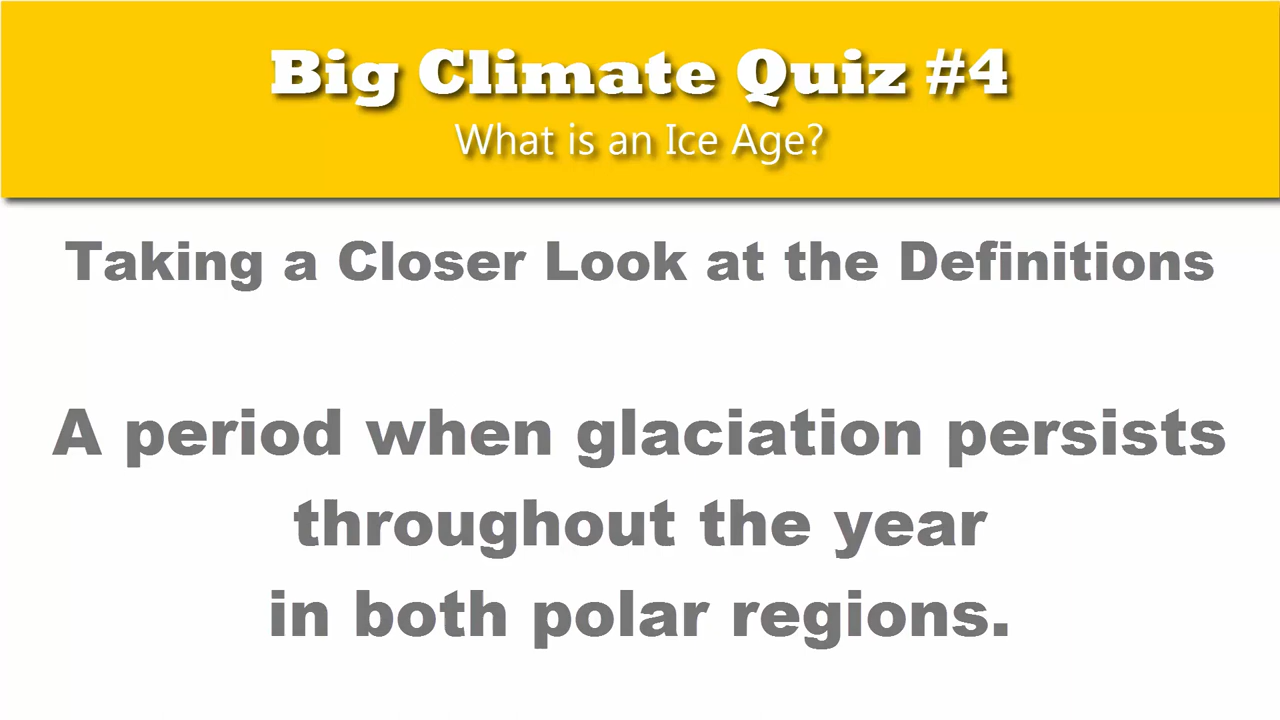 Big Climate Quiz #4
What is an Ice Age?
Taking a Closer Look at the Definitions
A period when glaciation persists
throughout the year
in both polar regions.